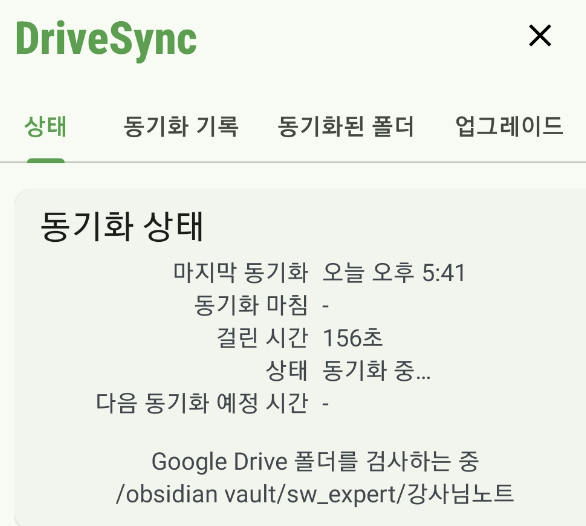 DriveSync
상태 동기화 기록 동기화된 폴더 업그레이드
동기화 상태
마지막 동기화 오늘 오후 5:41
동기화 마침 -
걸린 시간 156초
상태 동기화 중...
다음 동기화 예정 시간 -
Google Drive 폴더를 검사하는 중
/obsidian vault/sw_expert/강사님노트